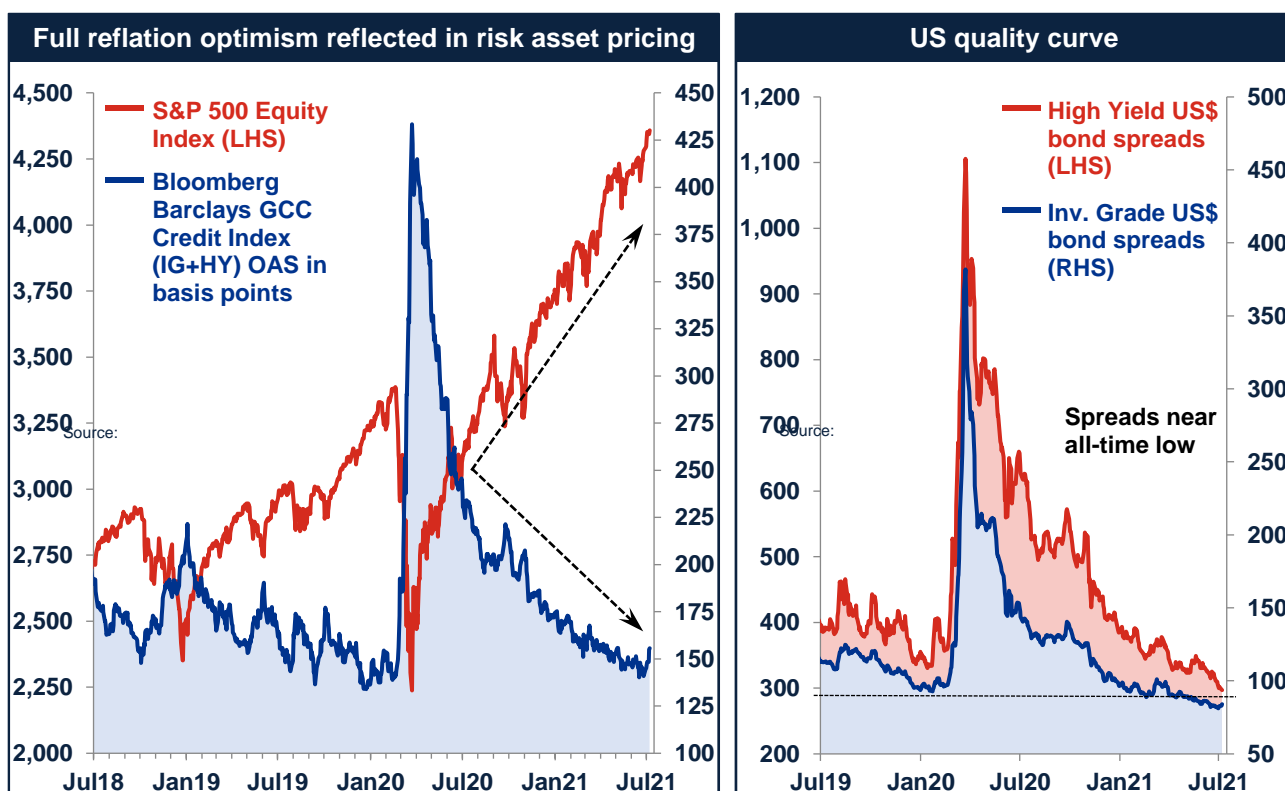 Full reflation optimism reflected in risk asset pricing
4,500
4,250
4,000
3,750
3,500
3,250
3,000
2,750
2,500
2,250
2,000
S&P 500 Equity
Index (LHS)
Bloomberg
Barclays GCC
Credit Index
(IG+HY) OAS in
basis points
Source:
450
425
400
375
350
325
300
275
250
225
200
175
150
125
100
Jul18 Jan19 Jul19 Jan20 Jul20 Jan21 Jul21
US quality curve
1,200
1,100
1,000
900
800
700
600
500
400
300
200
High Yield US$
bond spreads
(LHS)
Inv. Grade US$
bond spreads
(RHS)
Source:
Spreads near
all-time low
500
450
400
350
300
250
200
150
100
50
Jul19 Jan20 Jul20 Jan21 Jul21